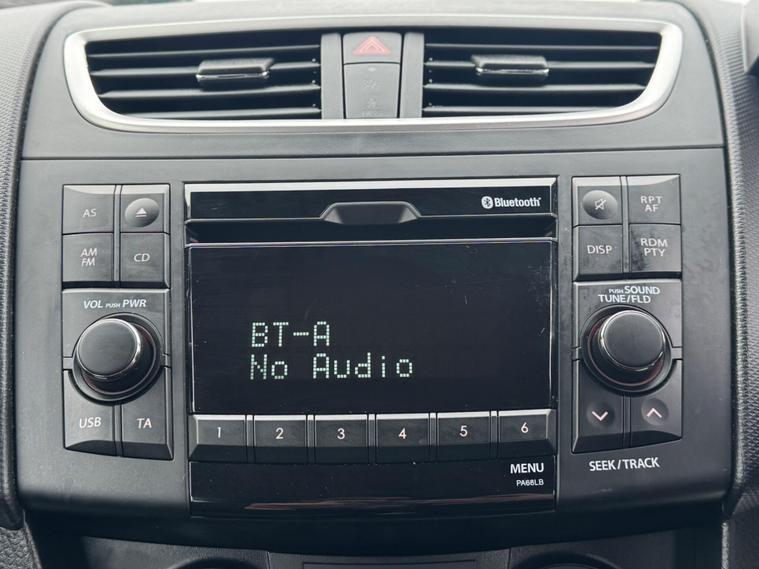 Bluetooth
AS
RPT
AF
AM
FM
CD
DISP
RDM
PTY
VOL PUSH PWR
PUSH SOUND
TUNE/FLD
BT-A
No Audio
USB
TA
1 2 3 4 5 6
MENU
PA68LB
SEEK/TRACK